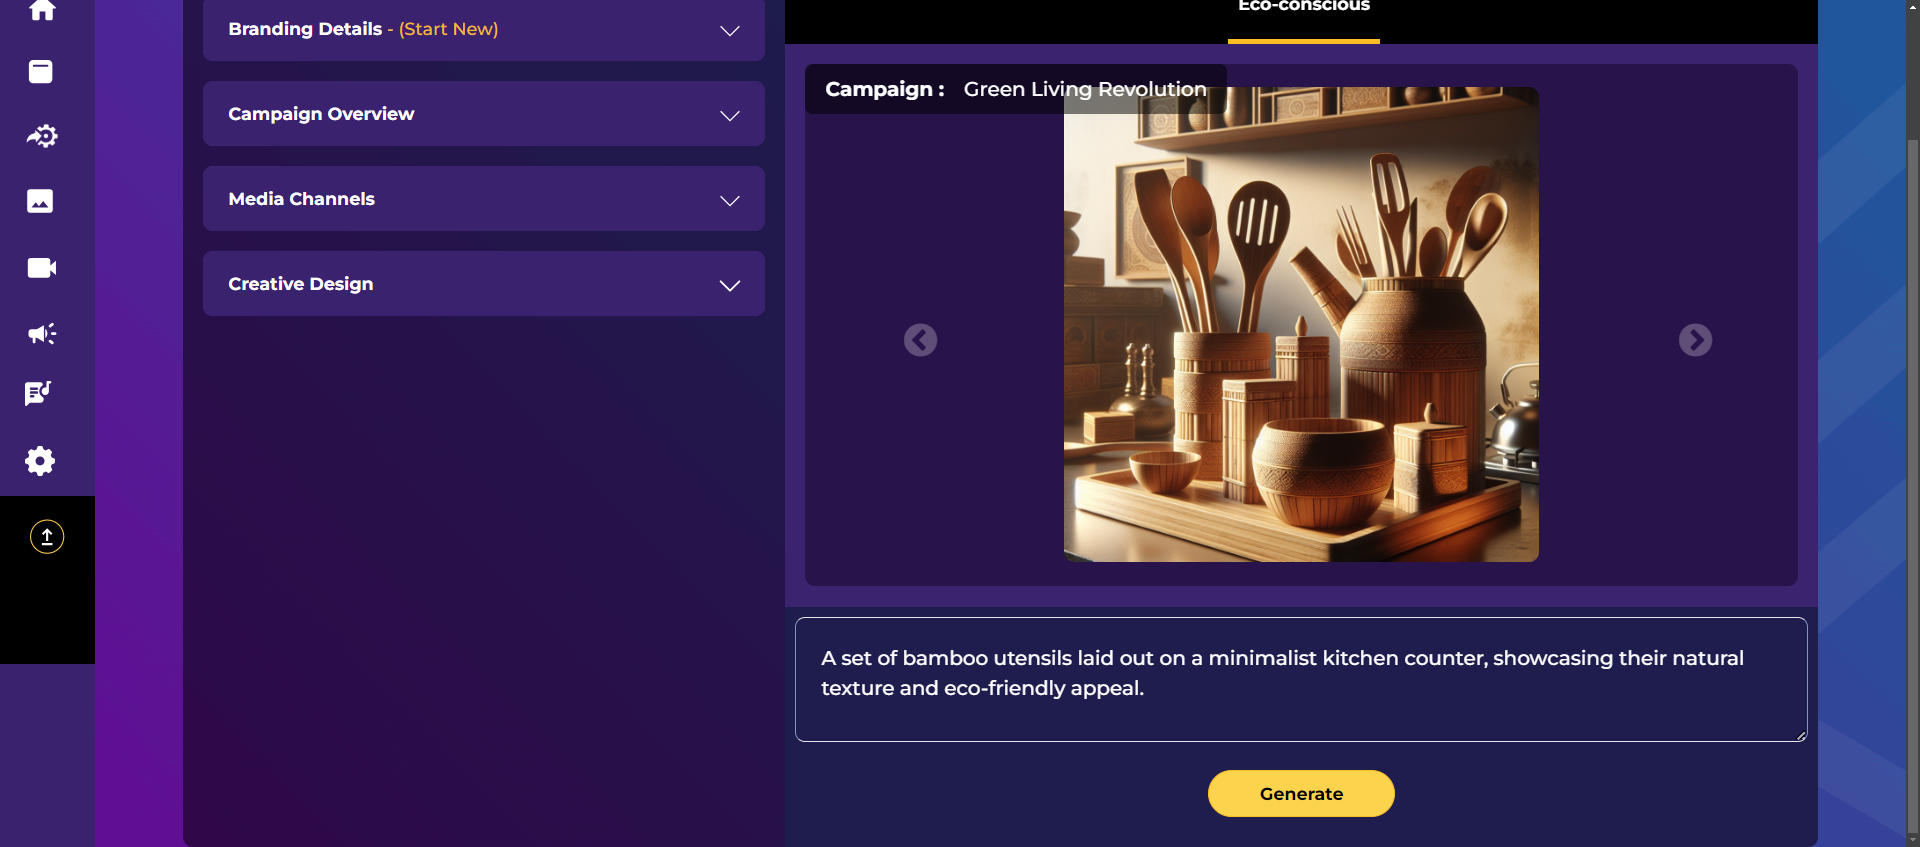 Branding Details - (Start New)
Campaign Overview
Media Channels
Creative Design
Eco-conscious
Campaign : Green Living Revolution
A set of bamboo utensils laid out on a minimalist kitchen counter, showcasing their natural
texture and eco-friendly appeal.
Generate